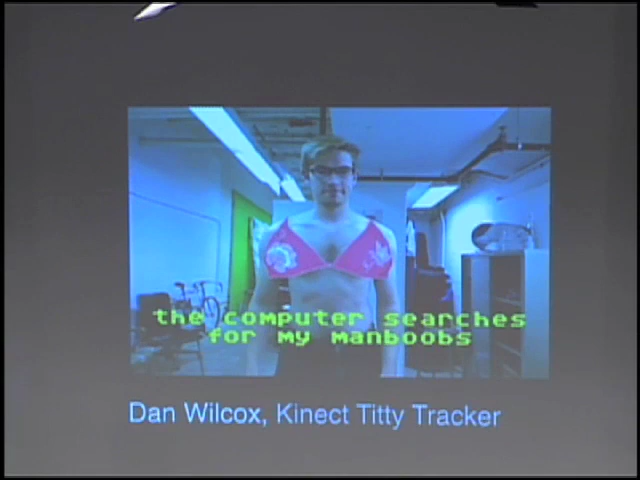 the computer searches
for my manboobs
Dan Wilcox, Kinect Titty Tracker